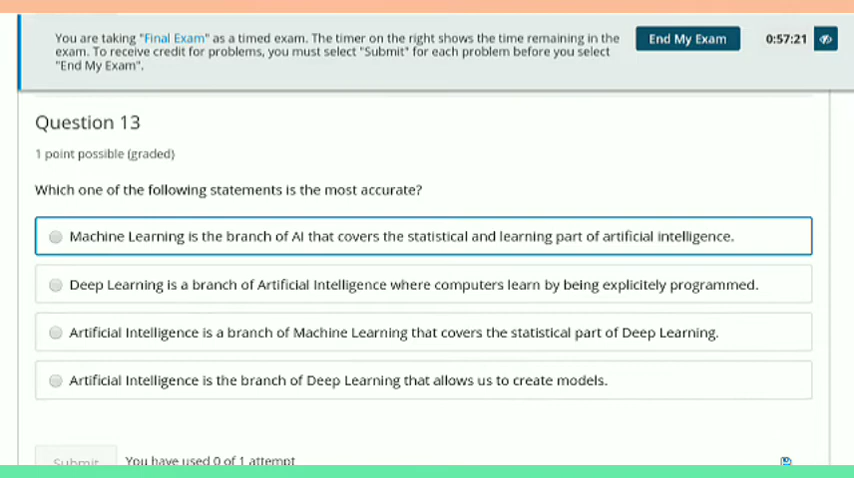 You are taking "Final Exam" as a timed exam. The timer on the right shows the time remaining in the
exam. To receive credit for problems, you must select "Submit" for each problem before you select
"End My Exam".
End My Exam
0:57:21
Question 13
1 point possible (graded)
Which one of the following statements is the most accurate?
Machine Learning is the branch of AI that covers the statistical and learning part of artificial intelligence.
Deep Learning is a branch of Artificial Intelligence where computers learn by being explicitely programmed.
Artificial Intelligence is a branch of Machine Learning that covers the statistical part of Deep Learning.
Artificial Intelligence is the branch of Deep Learning that allows us to create models.
Submit
You have used 0 of 1 attempt